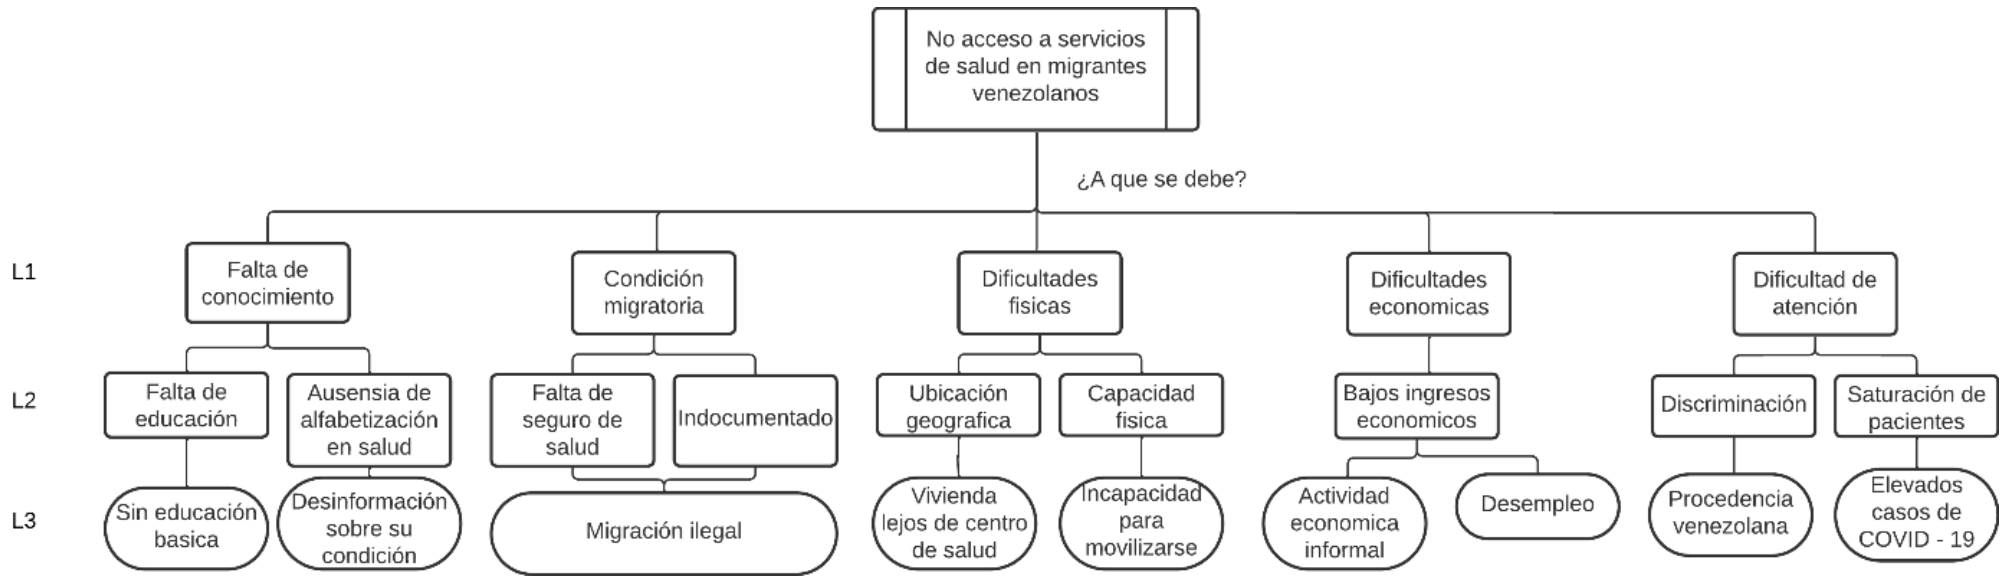 No acceso a servicios
de salud en migrantes
venezolanos
¿A que se debe?
L1
Falta de
conocimiento
Condición
migratoria
Dificultades
fisicas
Dificultades
economicas
Dificultad de
atención
L2
Falta de
educación
Ausensia de
alfabetización
en salud
Falta de
seguro de
salud
Indocumentado
Ubicación
geografica
Capacidad
fisica
Bajos ingresos
economicos
Discriminación
Saturación de
pacientes
L3
Sin educación
basica
Desinformación
sobre su
condición
Migración ilegal
Vivienda
lejos de centro
de salud
Incapacidad
para
movilizarse
Actividad
economica
informal
Desempleo
Procedencia
venezolana
Elevados
casos de
COVID - 19